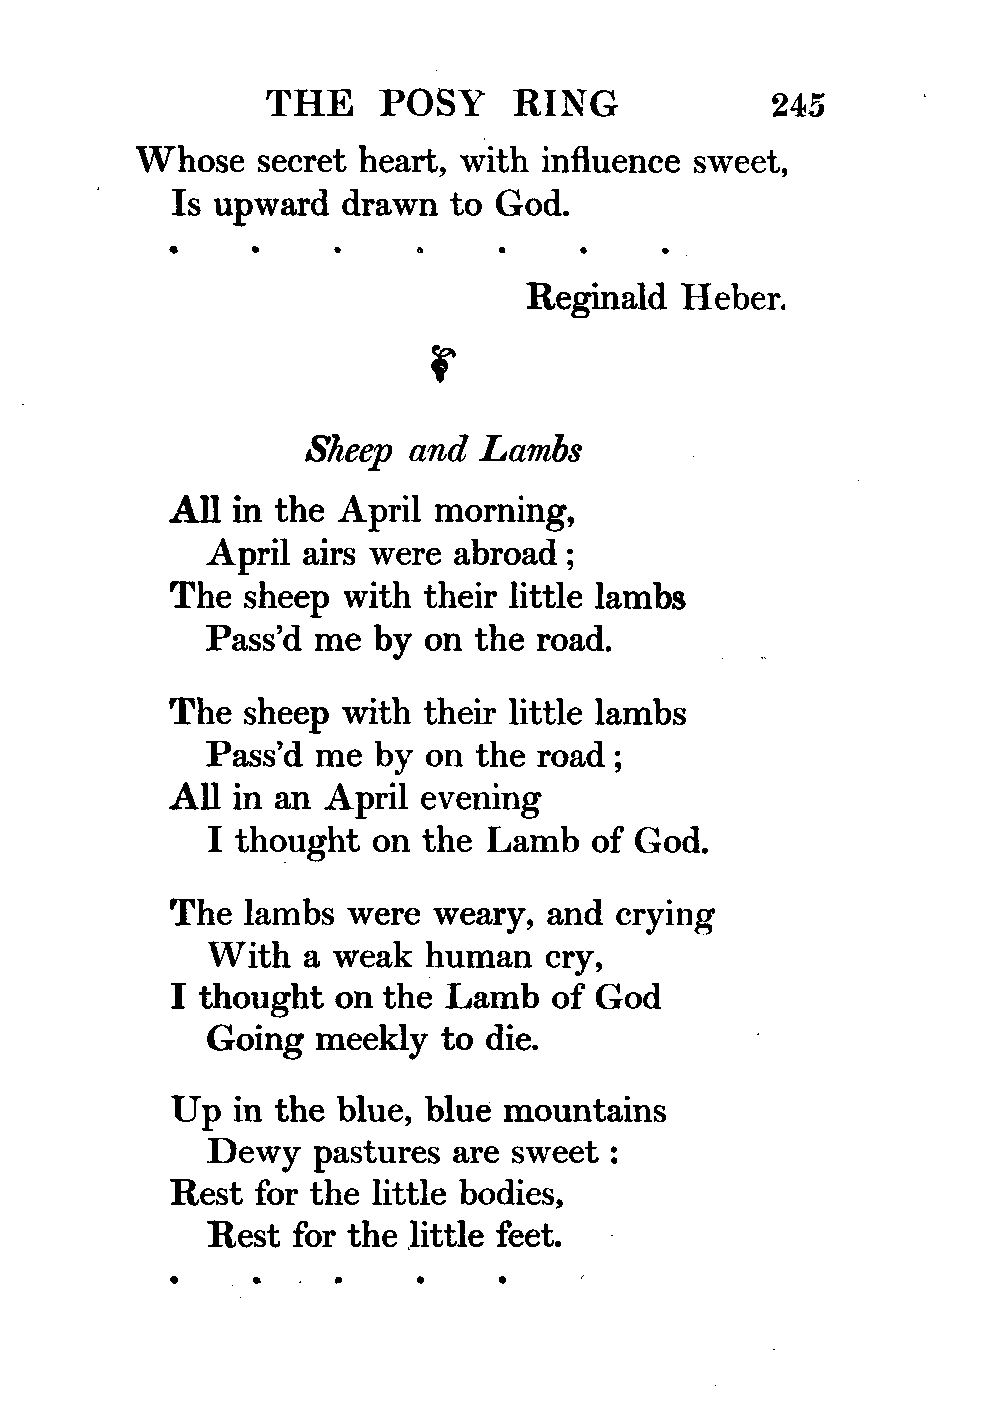 THE POSY RING 245
Whose secret heart, with influence sweet,
Is upward drawn to God.
. . . . . . .
Reginald Heber.
Sheep and Lambs
All in the April morning,
April airs were abroad ;
The sheep with their little lambs
Pass'd me by on the road.
The sheep with their little lambs
Pass'd me by on the road ;
All in an April evening
I thought on the Lamb of God.
The lambs were weary, and crying
With a weak human cry,
I thought on the Lamb of God
Going meekly to die.
Up in the blue, blue mountains
Dewy pastures are sweet :
Rest for the little bodies,
Rest for the little feet.
. . . . .